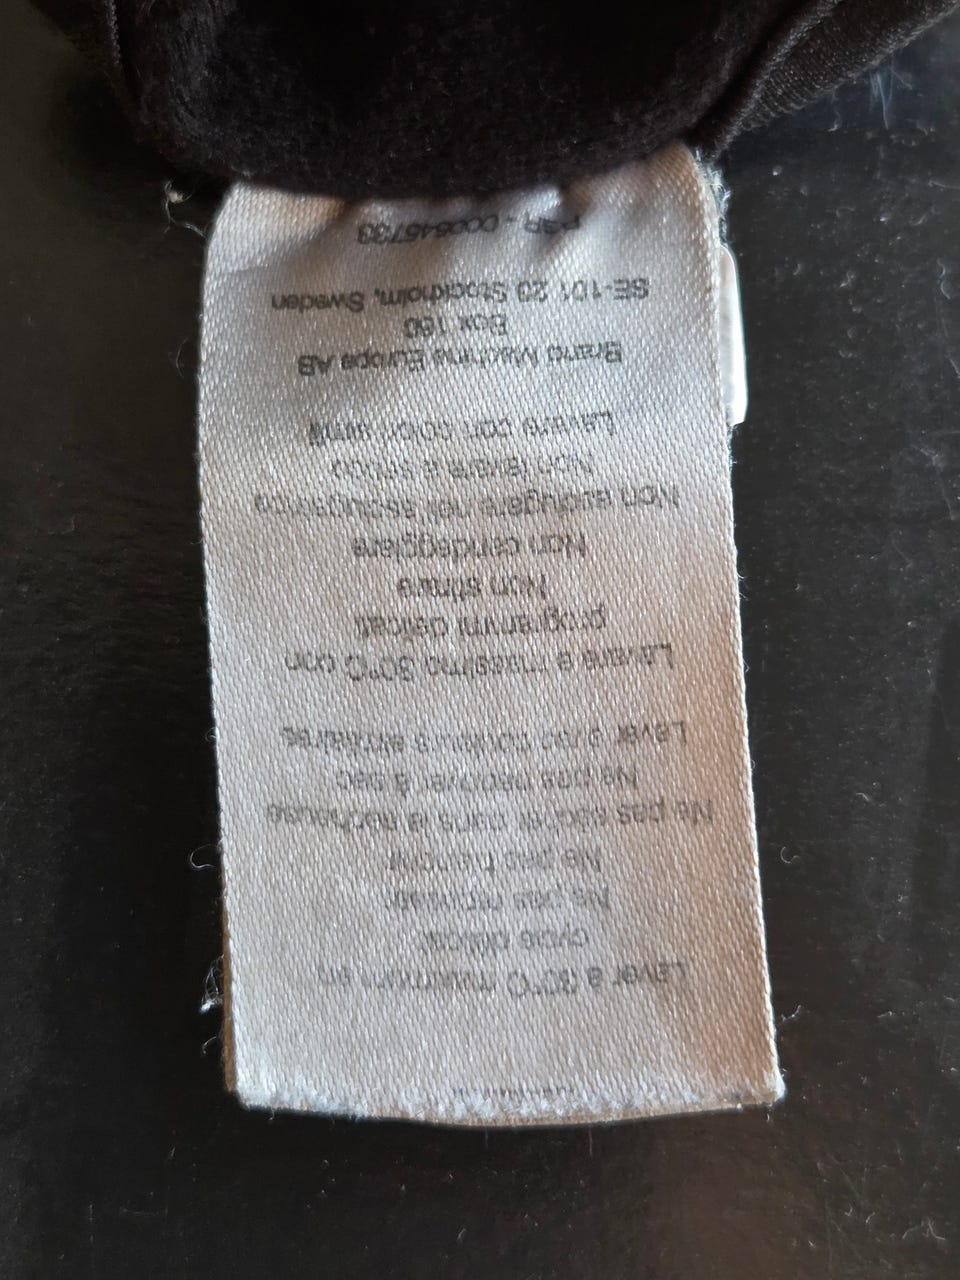 Laver à 30°C maximum en
cycle délicat
Ne pas repasser
Ne pas blanchir
Ne pas sécher dans la sécheuse
Ne pas nettoyer à sec
Laver avec couleurs similaires
Lavare a massimo 30°C con
programmi delicati
Non stirare
Non candeggiare
Non asciugare nell'asciugatrice
Non lavare a secco
Lavare con colori simili
Brand Machine Europe AB
Box 160
SE-101 23 Stockholm, Sweden